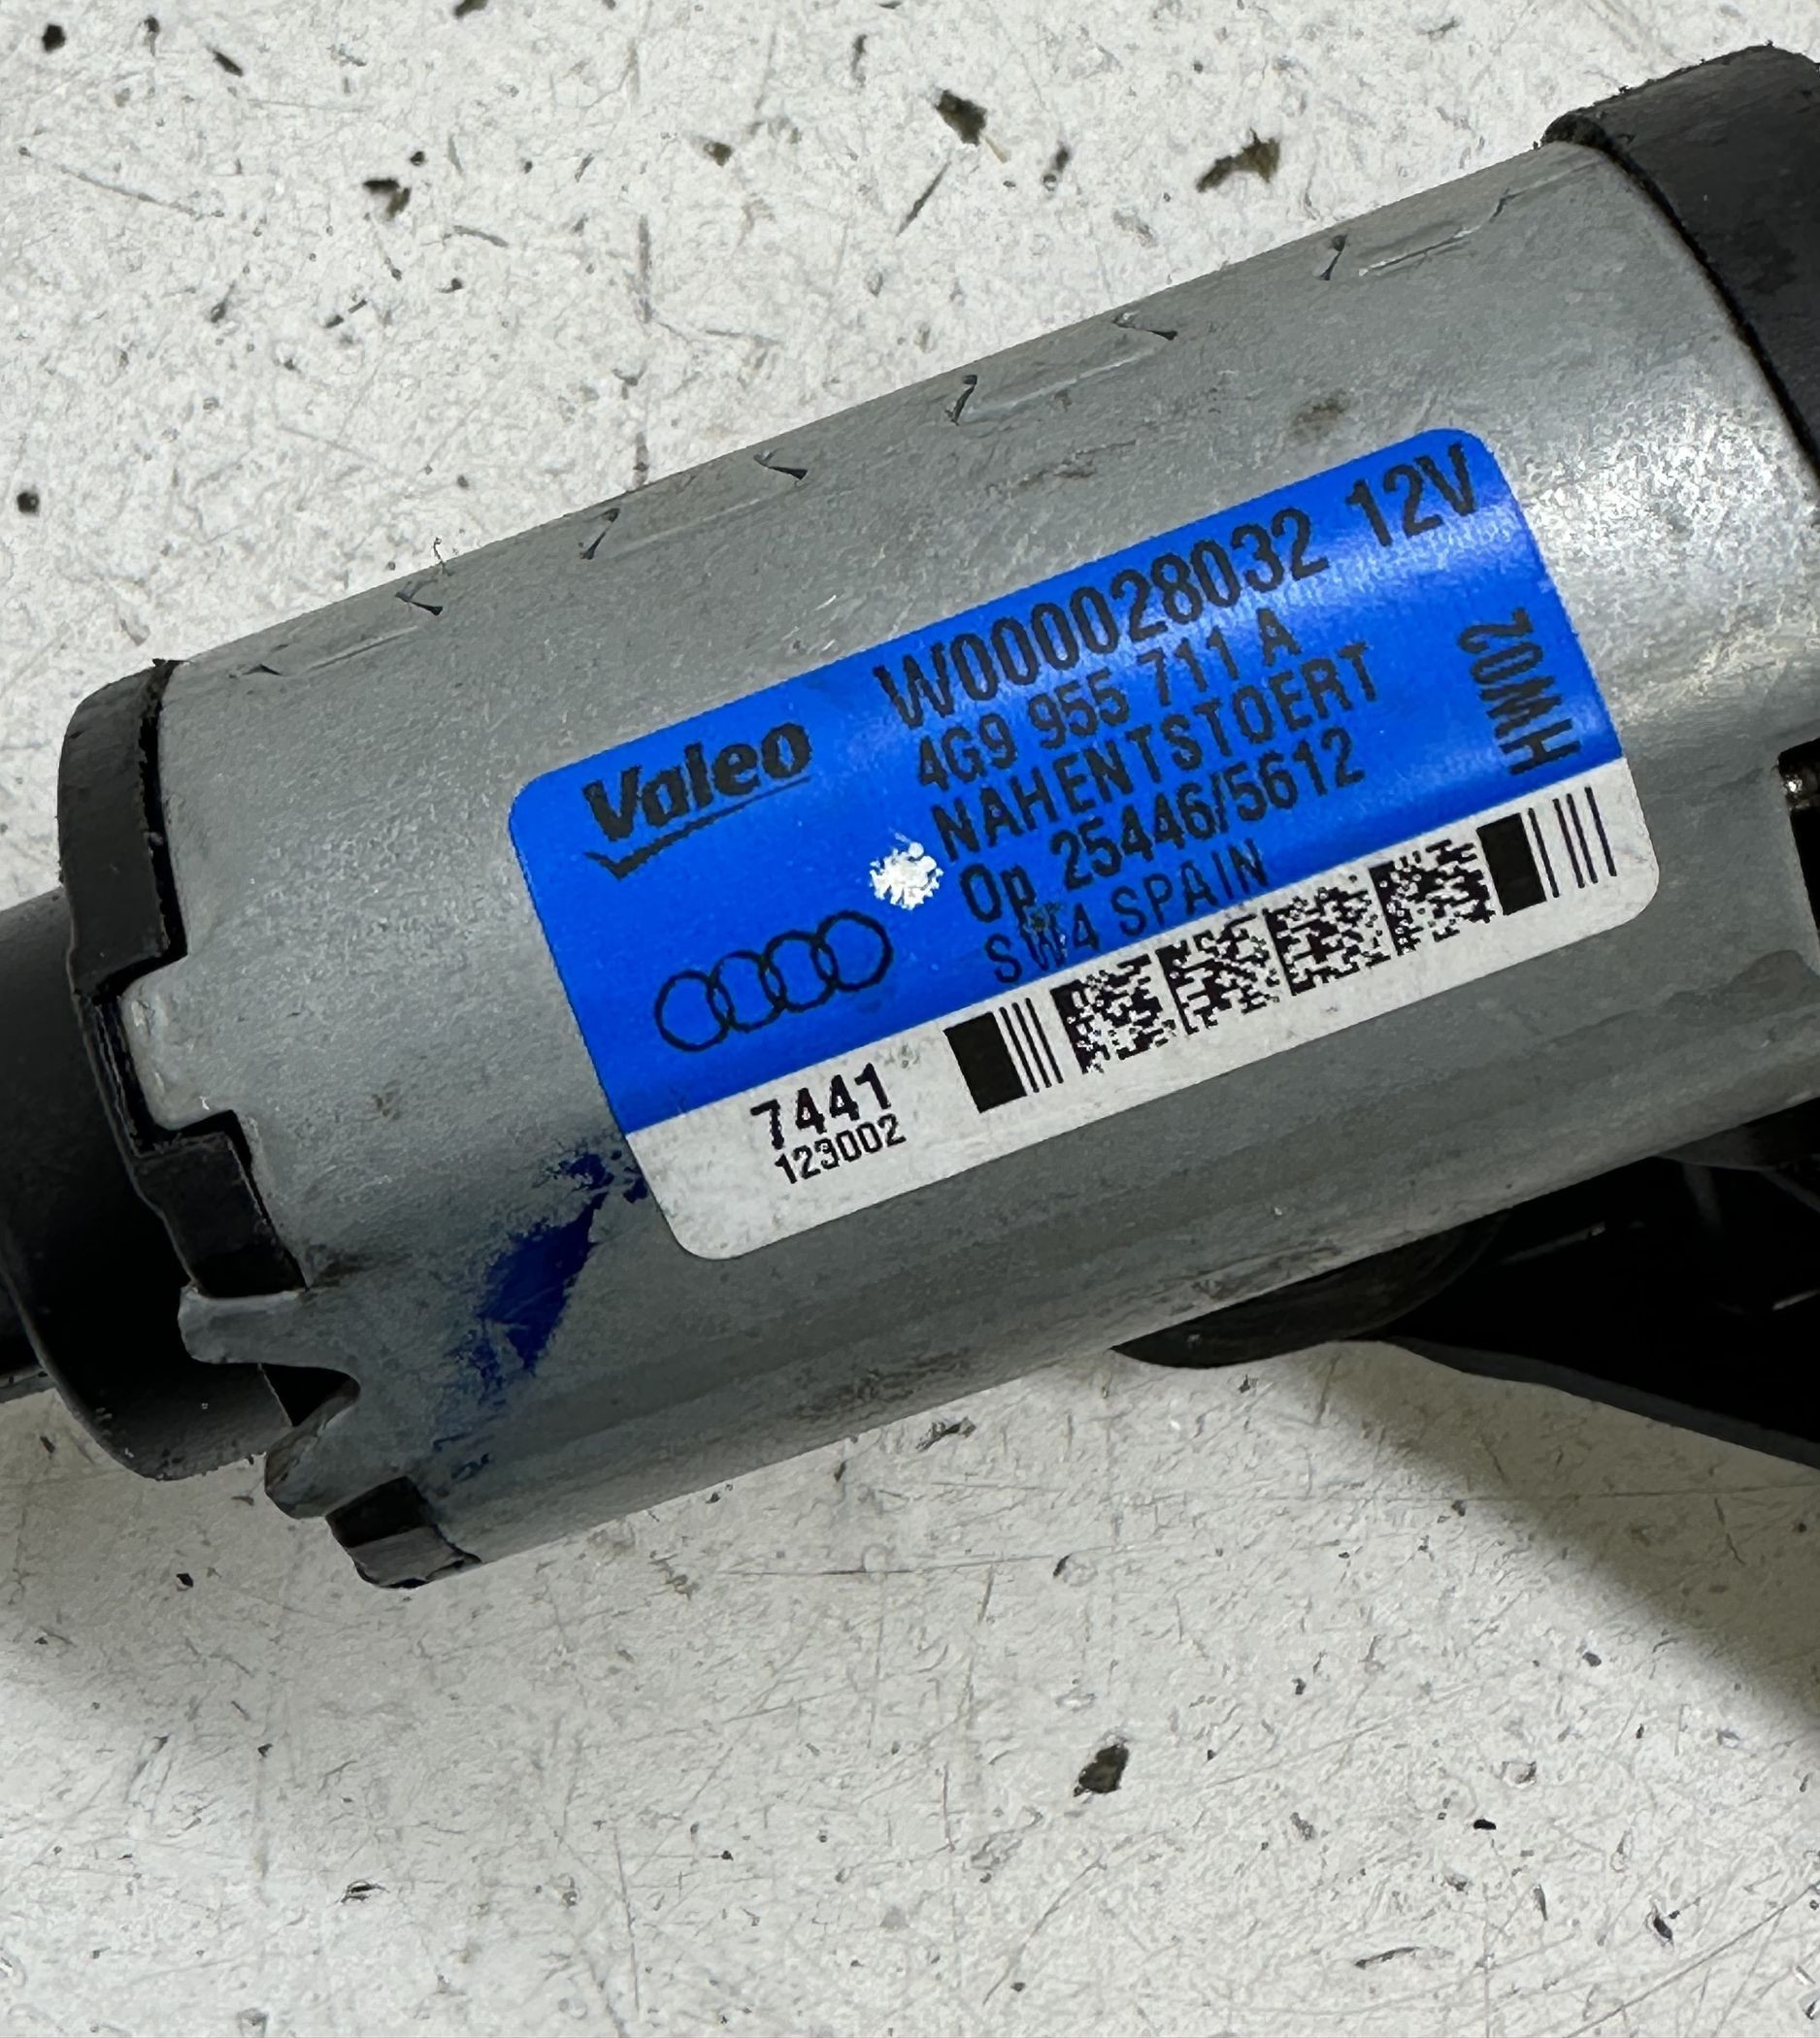 Valeo
W000028032 12V
4G9 955 711 A
NAHENTSTOERT
Op 25446/5612
SW4 SPAIN
HW02
7441
123002